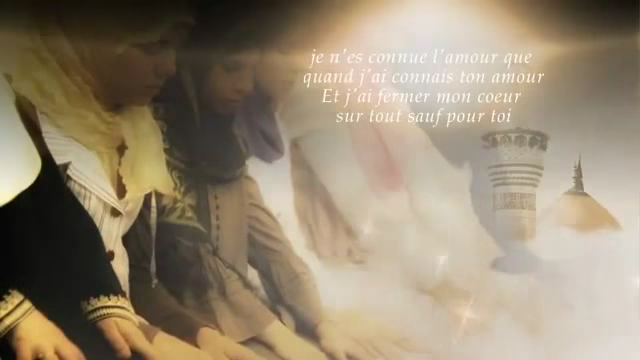 je n'es connue l'amour que
quand j'ai connais ton amour
Et j'ai fermer mon coeur
sur tout sauf pour toi